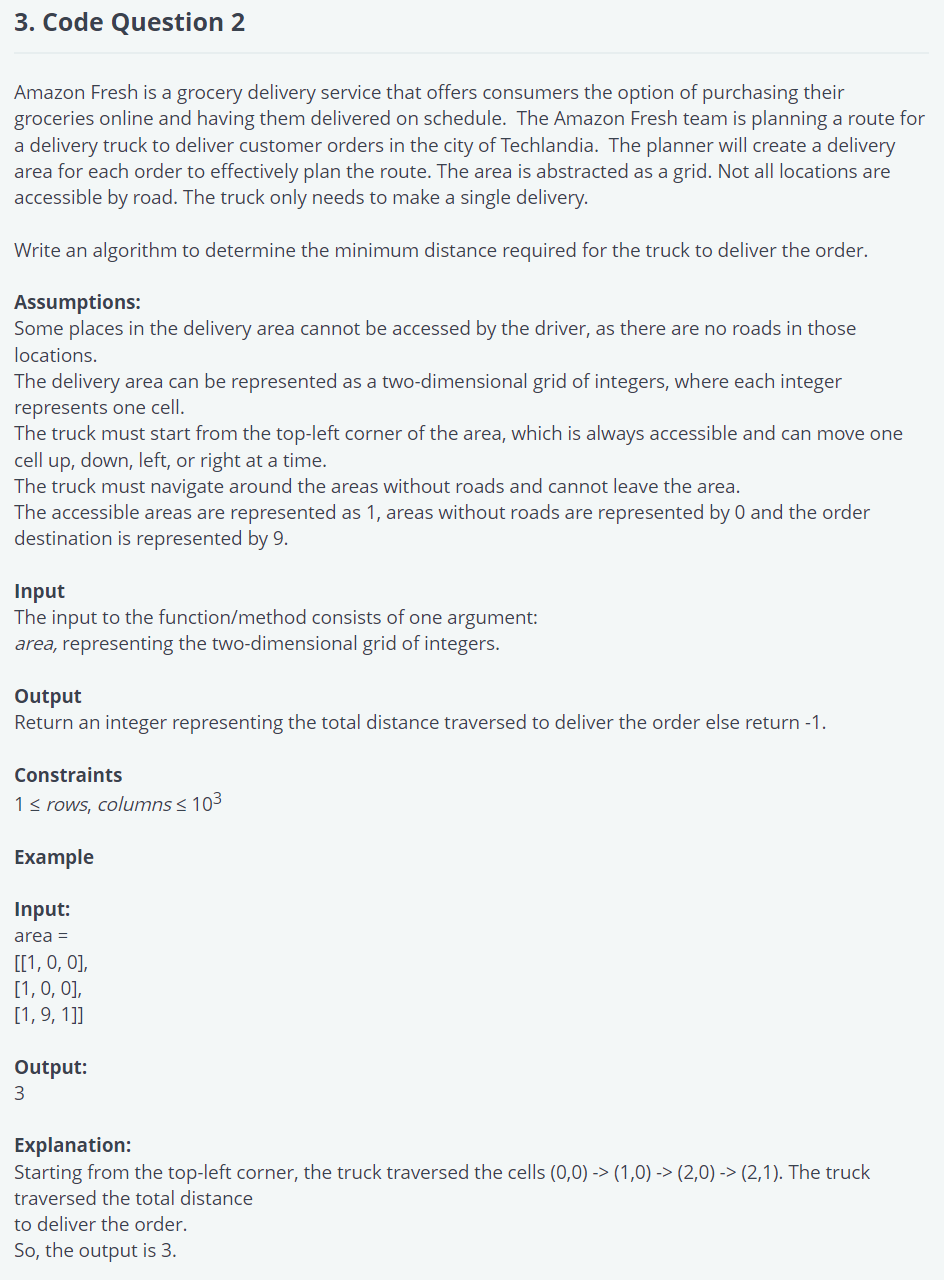 3. Code Question 2
Amazon Fresh is a grocery delivery service that offers consumers the option of purchasing their
groceries online and having them delivered on schedule.  The Amazon Fresh team is planning a route for
a delivery truck to deliver customer orders in the city of Techlandia.  The planner will create a delivery
area for each order to effectively plan the route. The area is abstracted as a grid. Not all locations are
accessible by road. The truck only needs to make a single delivery.
Write an algorithm to determine the minimum distance required for the truck to deliver the order.
Assumptions:
Some places in the delivery area cannot be accessed by the driver, as there are no roads in those
locations.
The delivery area can be represented as a two-dimensional grid of integers, where each integer
represents one cell.
The truck must start from the top-left corner of the area, which is always accessible and can move one
cell up, down, left, or right at a time.
The truck must navigate around the areas without roads and cannot leave the area.
The accessible areas are represented as 1, areas without roads are represented by 0 and the order
destination is represented by 9.
Input
The input to the function/method consists of one argument:
area, representing the two-dimensional grid of integers.
Output
Return an integer representing the total distance traversed to deliver the order else return -1.
Constraints
1 ≤ rows, columns ≤ 10³
Example
Input:
area =
[[1, 0, 0],
[1, 0, 0],
[1, 9, 1]]
Output:
3
Explanation:
Starting from the top-left corner, the truck traversed the cells (0,0) -> (1,0) -> (2,0) -> (2,1). The truck
traversed the total distance
to deliver the order.
So, the output is 3.